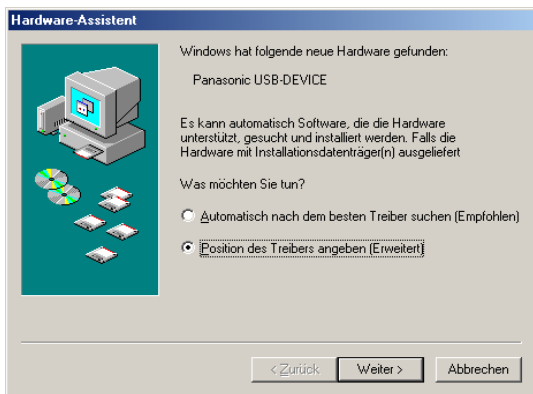 Hardware-Assistent
Windows hat folgende neue Hardware gefunden:
Panasonic USB-DEVICE
Es kann automatisch Software, die die Hardware
unterstützt, gesucht und installiert werden. Falls die
Hardware mit Installationsdatenträger(n) ausgeliefert
Was möchten Sie tun?
Automatisch nach dem besten Treiber suchen (Empfohlen)
Position des Treibers angeben (Erweitert)
< Zurück Weiter > Abbrechen